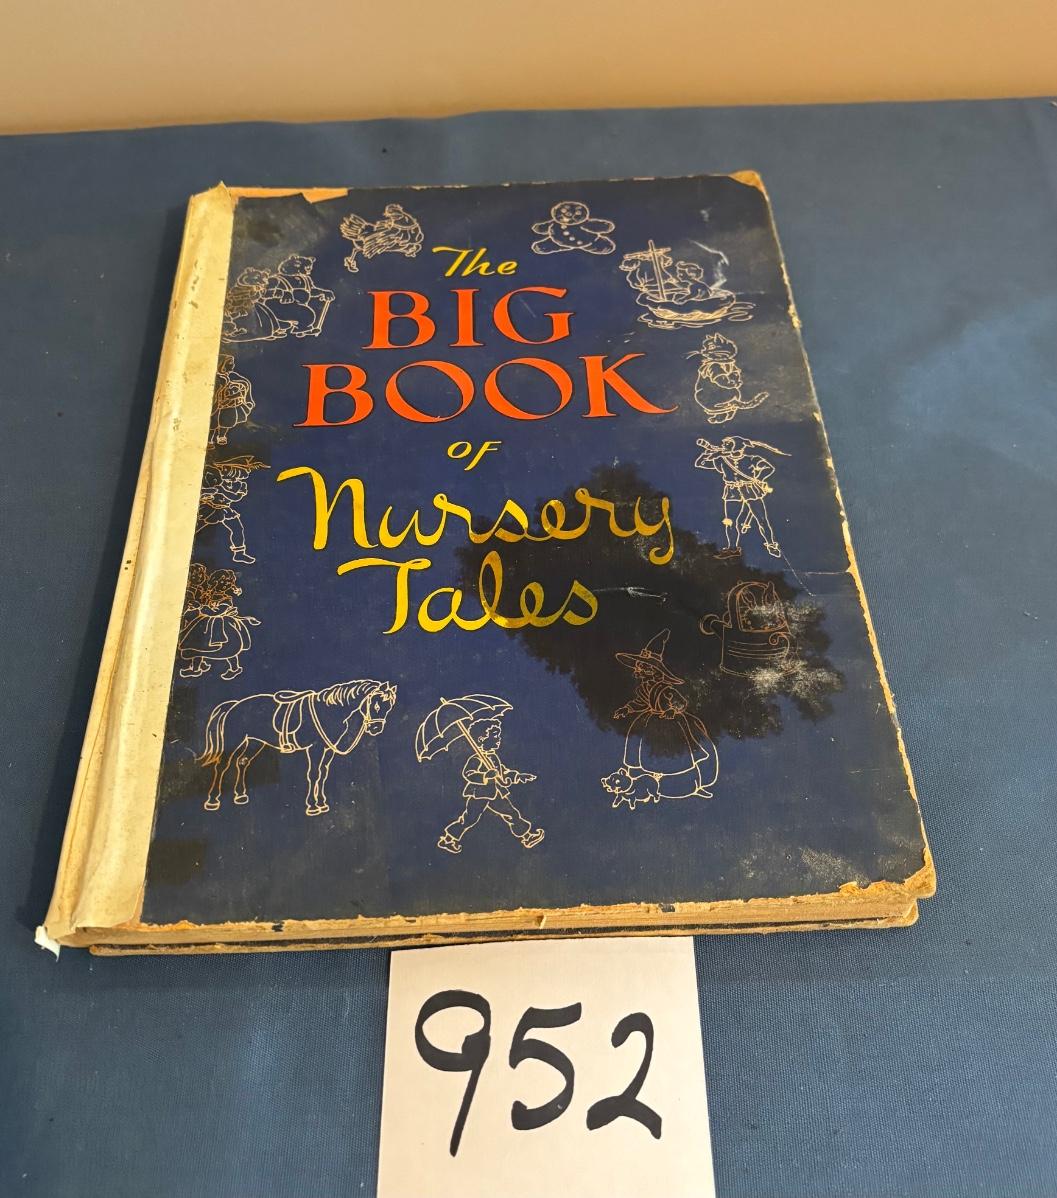 The
BIG
BOOK
OF
Nursery
Tales
952